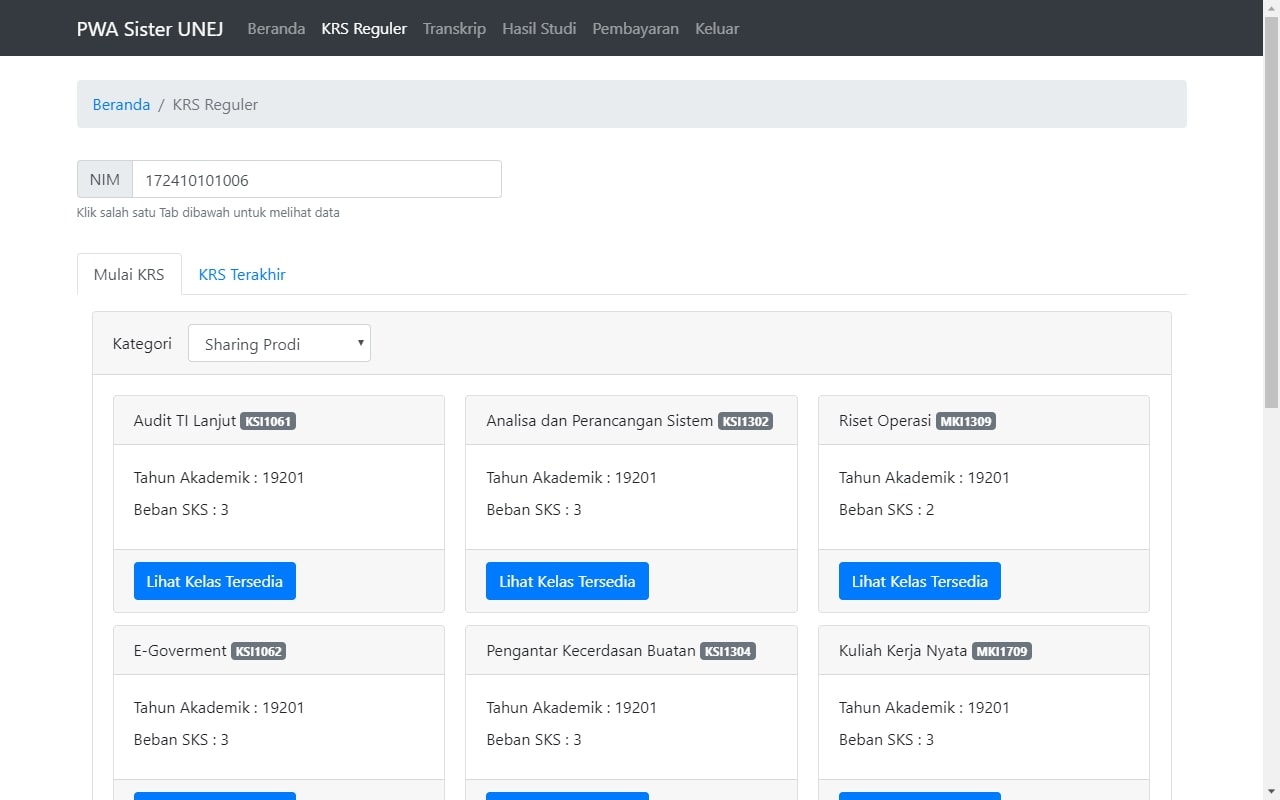 PWA Sister UNEJ Beranda KRS Reguler Transkrip Hasil Studi Pembayaran Keluar
Beranda / KRS Reguler
NIM 172410101006
Klik salah satu Tab dibawah untuk melihat data
Mulai KRS KRS Terakhir
Kategori Sharing Prodi
Audit TI Lanjut KSI1061
Tahun Akademik : 19201
Beban SKS : 3
Lihat Kelas Tersedia
Analisa dan Perancangan Sistem KSI1302
Tahun Akademik : 19201
Beban SKS : 3
Lihat Kelas Tersedia
Riset Operasi MKI1309
Tahun Akademik : 19201
Beban SKS : 2
Lihat Kelas Tersedia
E-Goverment KSI1062
Tahun Akademik : 19201
Beban SKS : 3
Pengantar Kecerdasan Buatan KSI1304
Tahun Akademik : 19201
Beban SKS : 3
Kuliah Kerja Nyata MKI1709
Tahun Akademik : 19201
Beban SKS : 3